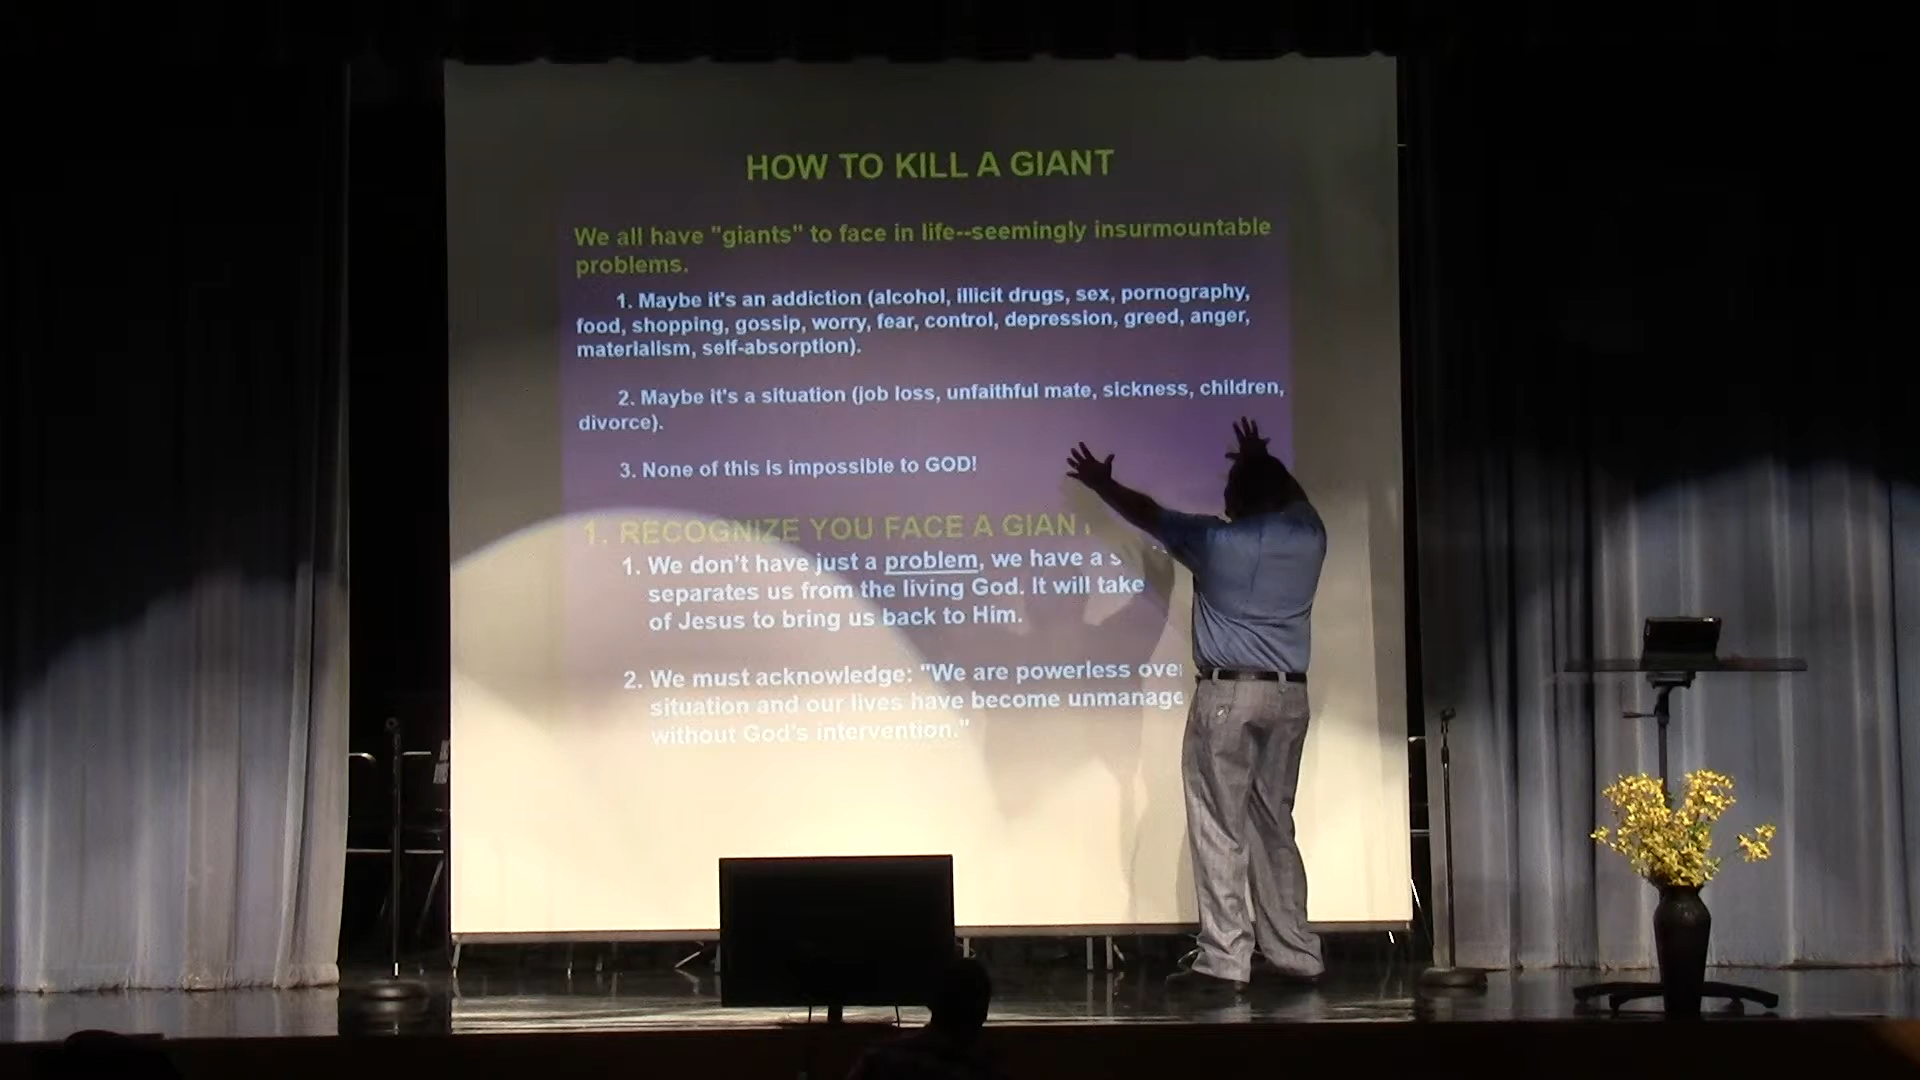 HOW TO KILL A GIANT
We all have "giants" to face in life--seemingly insurmountable
problems.
1. Maybe it's an addiction (alcohol, illicit drugs, sex, pornography,
food, shopping, gossip, worry, fear, control, depression, greed, anger,
materialism, self-absorption).
2. Maybe it's a situation (job loss, unfaithful mate, sickness, children,
divorce).
3. None of this is impossible to GOD!
1. RECOGNIZE YOU FACE A GIANT
1. We don't have just a problem, we have a s
separates us from the living God. It will take
of Jesus to bring us back to Him.
2. We must acknowledge: "We are powerless over
situation and our lives have become unmanage
without God's intervention."